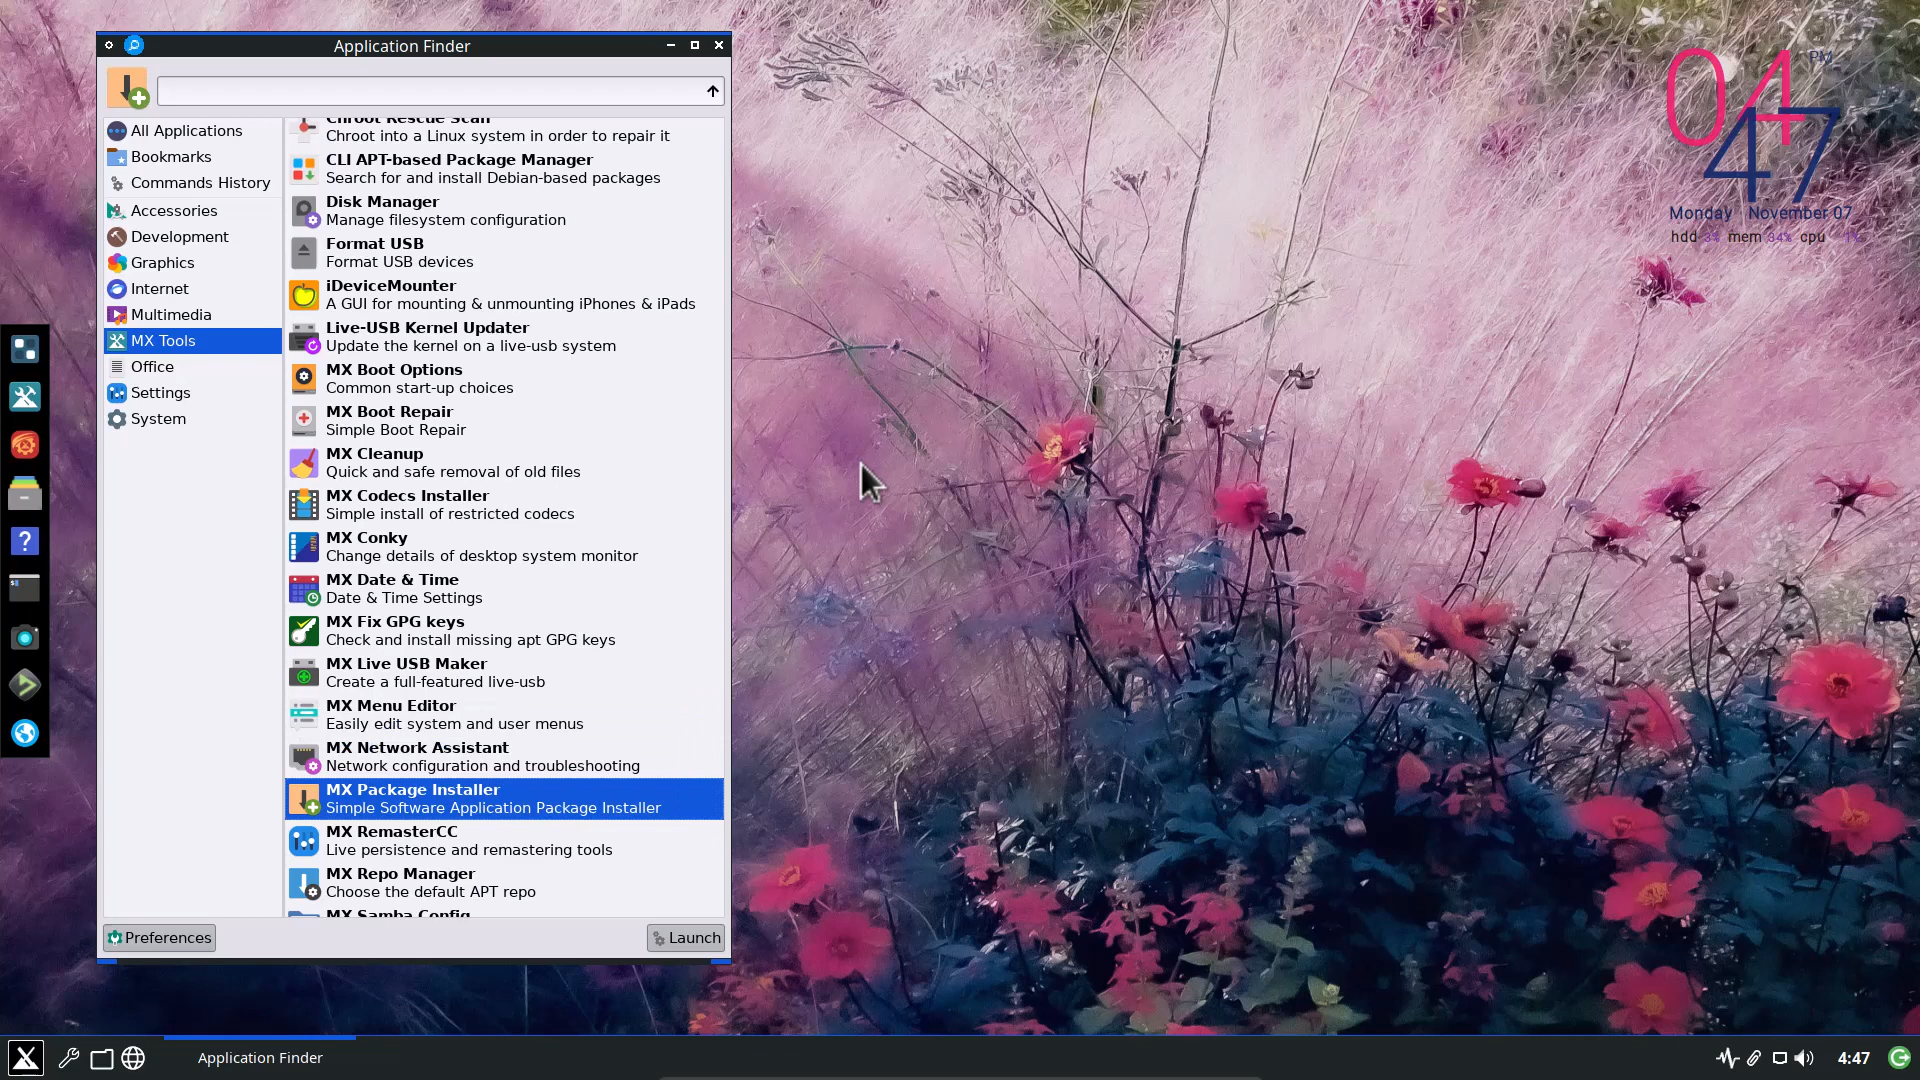 Application Finder
All Applications
Bookmarks
Commands History
Accessories
Development
Graphics
Internet
Multimedia
MX Tools
Office
Settings
System
Chroot Rescue Scan
Chroot into a Linux system in order to repair it
CLI APT-based Package Manager
Search for and install Debian-based packages
Disk Manager
Manage filesystem configuration
Format USB
Format USB devices
iDeviceMounter
A GUI for mounting & unmounting iPhones & iPads
Live-USB Kernel Updater
Update the kernel on a live-usb system
MX Boot Options
Common start-up choices
MX Boot Repair
Simple Boot Repair
MX Cleanup
Quick and safe removal of old files
MX Codecs Installer
Simple install of restricted codecs
MX Conky
Change details of desktop system monitor
MX Date & Time
Date & Time Settings
MX Fix GPG keys
Check and install missing apt GPG keys
MX Live USB Maker
Create a full-featured live-usb
MX Menu Editor
Easily edit system and user menus
MX Network Assistant
Network configuration and troubleshooting
MX Package Installer
Simple Software Application Package Installer
MX RemasterCC
Live persistence and remastering tools
MX Repo Manager
Choose the default APT repo
MX Samba Config
Preferences
Launch
04 PM
47
Monday November 07
hdd 3% mem 34% cpu
Application Finder
4:47